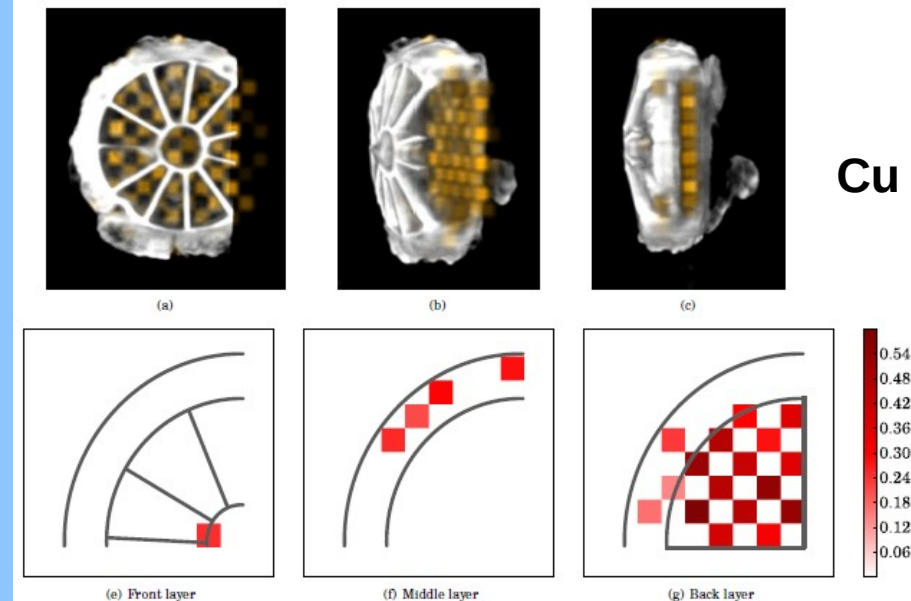 Cu
(a)
(b)
(c)
0.54
0.48
0.42
0.36
0.30
0.24
0.18
0.12
0.06
(e) Front layer
(f) Middle layer
(g) Back layer